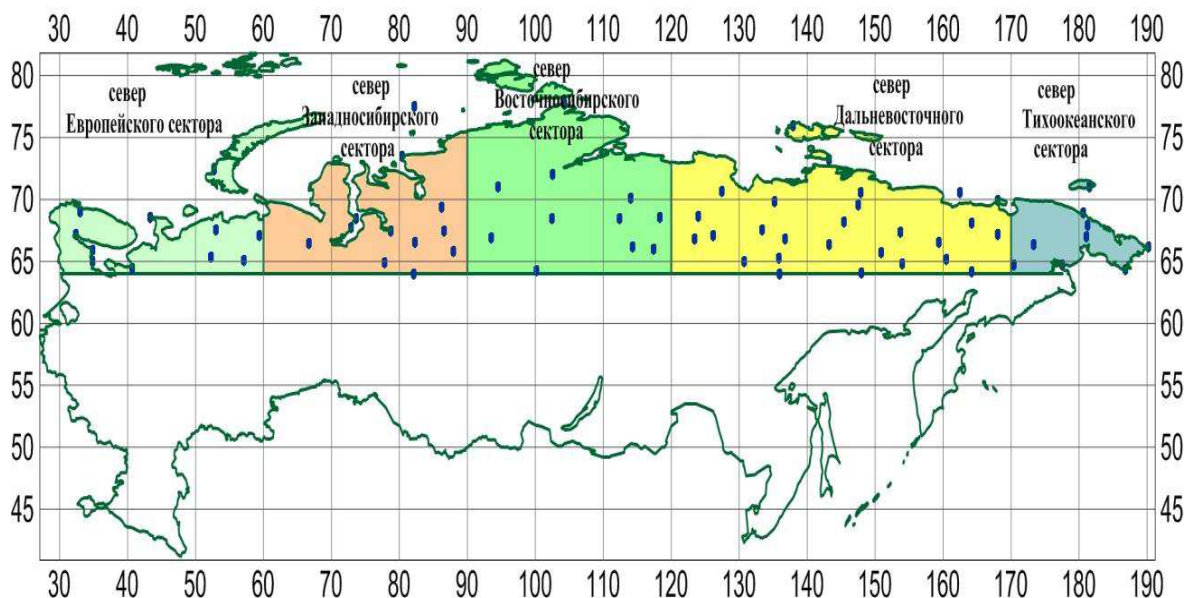 30 40 50 60 70 80 90 100 110 120 130 140 150 160 170 180 190
80 80
север
Европейского сектора
север
Западносибирского
сектора
север
Восточносибирского
сектора
север
Дальневосточного
сектора
север
Тихоокеанского
сектора
75 75
70 70
65 65
60 60
55 55
50 50
45 45
30 40 50 60 70 80 90 100 110 120 130 140 150 160 170 180 190